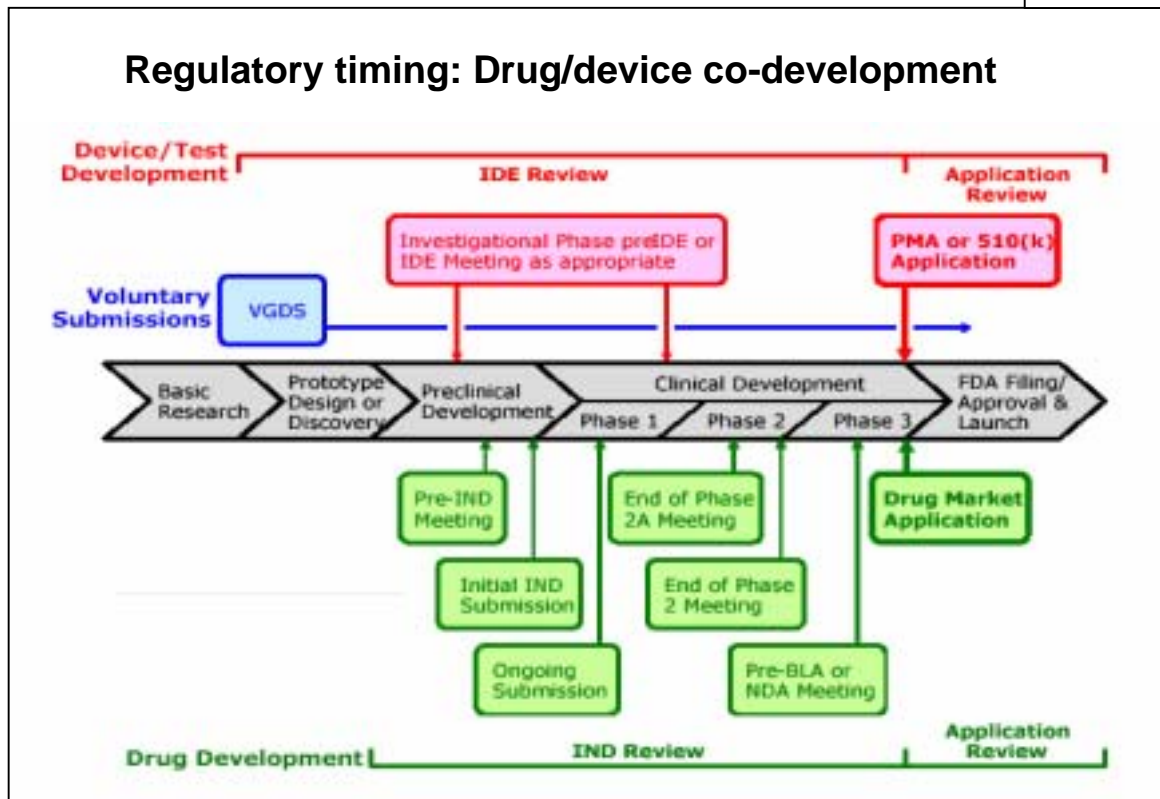 Regulatory timing: Drug/device co-development
Device/Test
Development
IDE Review
Application
Review
Investigational Phase preIDE or
IDE Meeting as appropriate
PMA or 510(k)
Application
Voluntary
Submissions
VGDS
Basic
Research
Prototype
Design or
Discovery
Preclinical
Development
Clinical Development
Phase 1
Phase 2
Phase 3
FDA Filing/
Approval &
Launch
Pre-IND
Meeting
End of Phase
2A Meeting
Drug Market
Application
Initial IND
Submission
End of Phase
2 Meeting
Ongoing
Submission
Pre-BLA or
NDA Meeting
Drug Development
IND Review
Application
Review